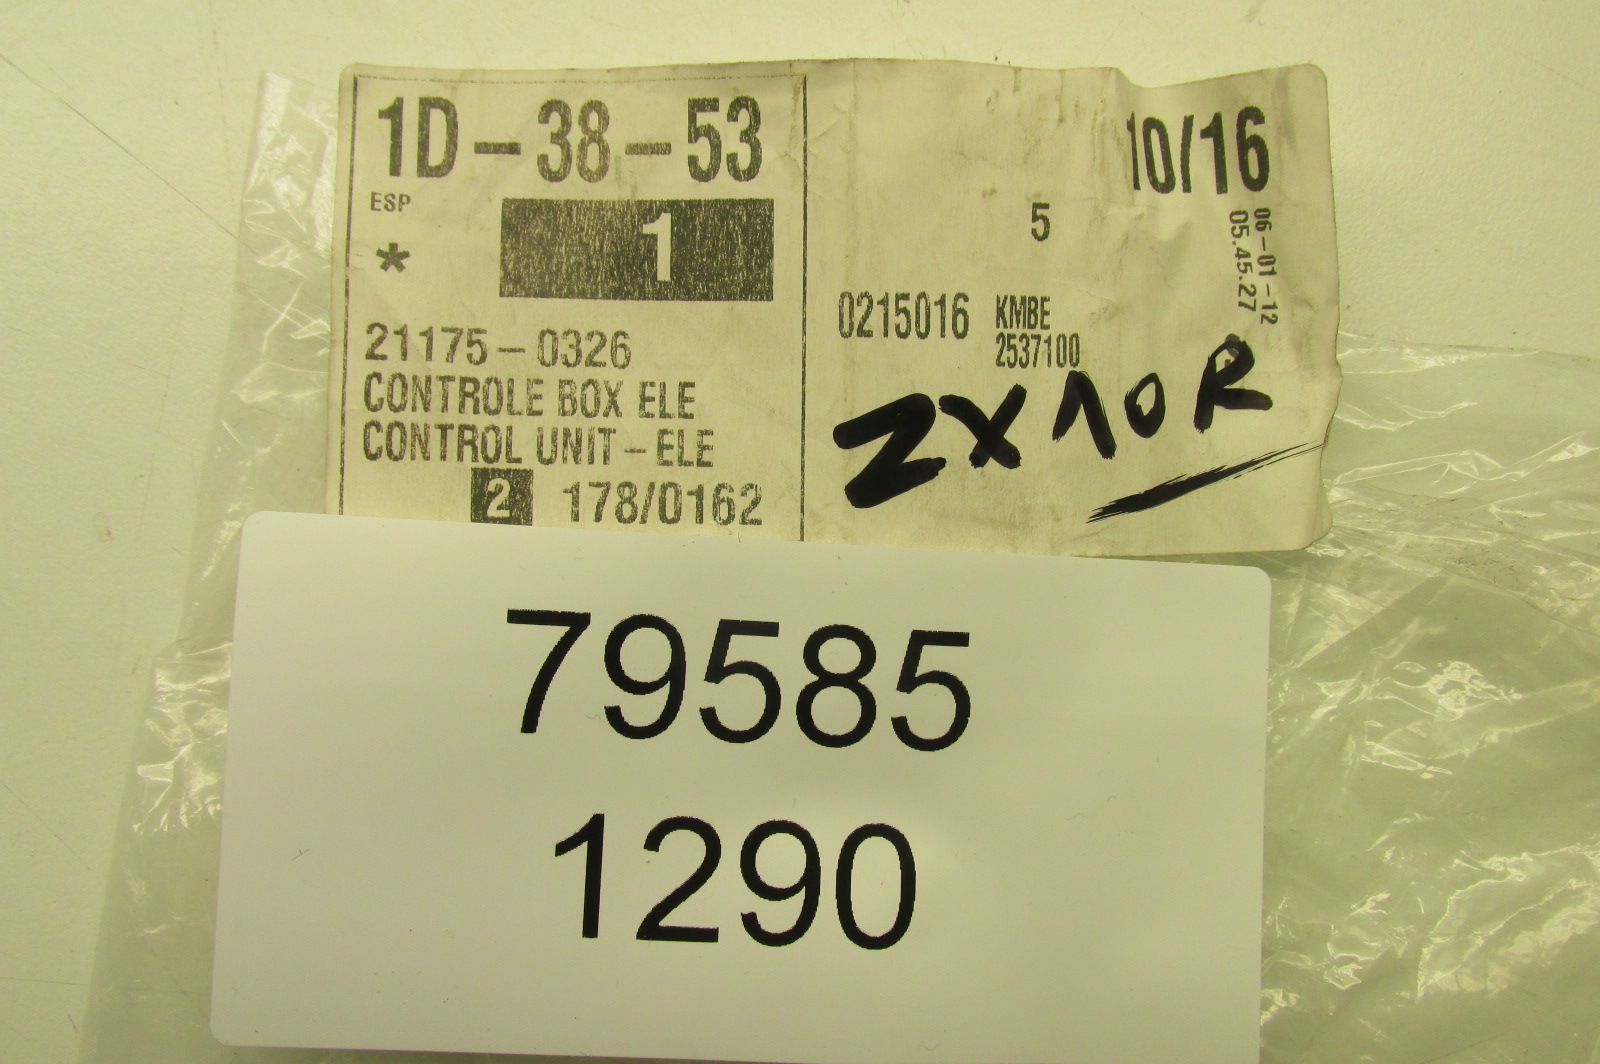 1D-38-53
ESP
*
1
21175-0326
CONTROLE BOX ELE
CONTROL UNIT-ELE
2 178/0162
10/16
5
06-01-12
05.45.27
0215016 KMBE
2537100
ZX10R
79585
1290